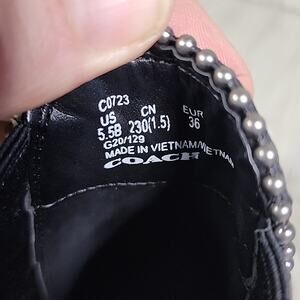 C0723
US CN EUR
5.5B 230(1.5) 36
G20/129
MADE IN VIETNAM/VIETNAM
COACH